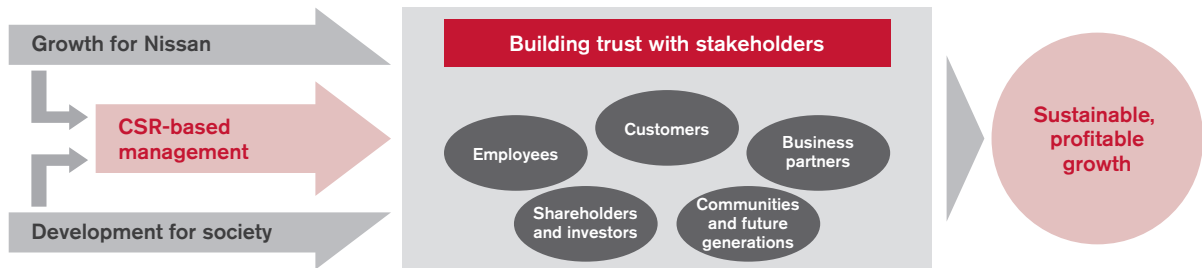 Growth for Nissan
CSR-based
management
Development for society
Building trust with stakeholders
Employees
Customers
Business
partners
Shareholders
and investors
Communities
and future
generations
Sustainable,
profitable
growth